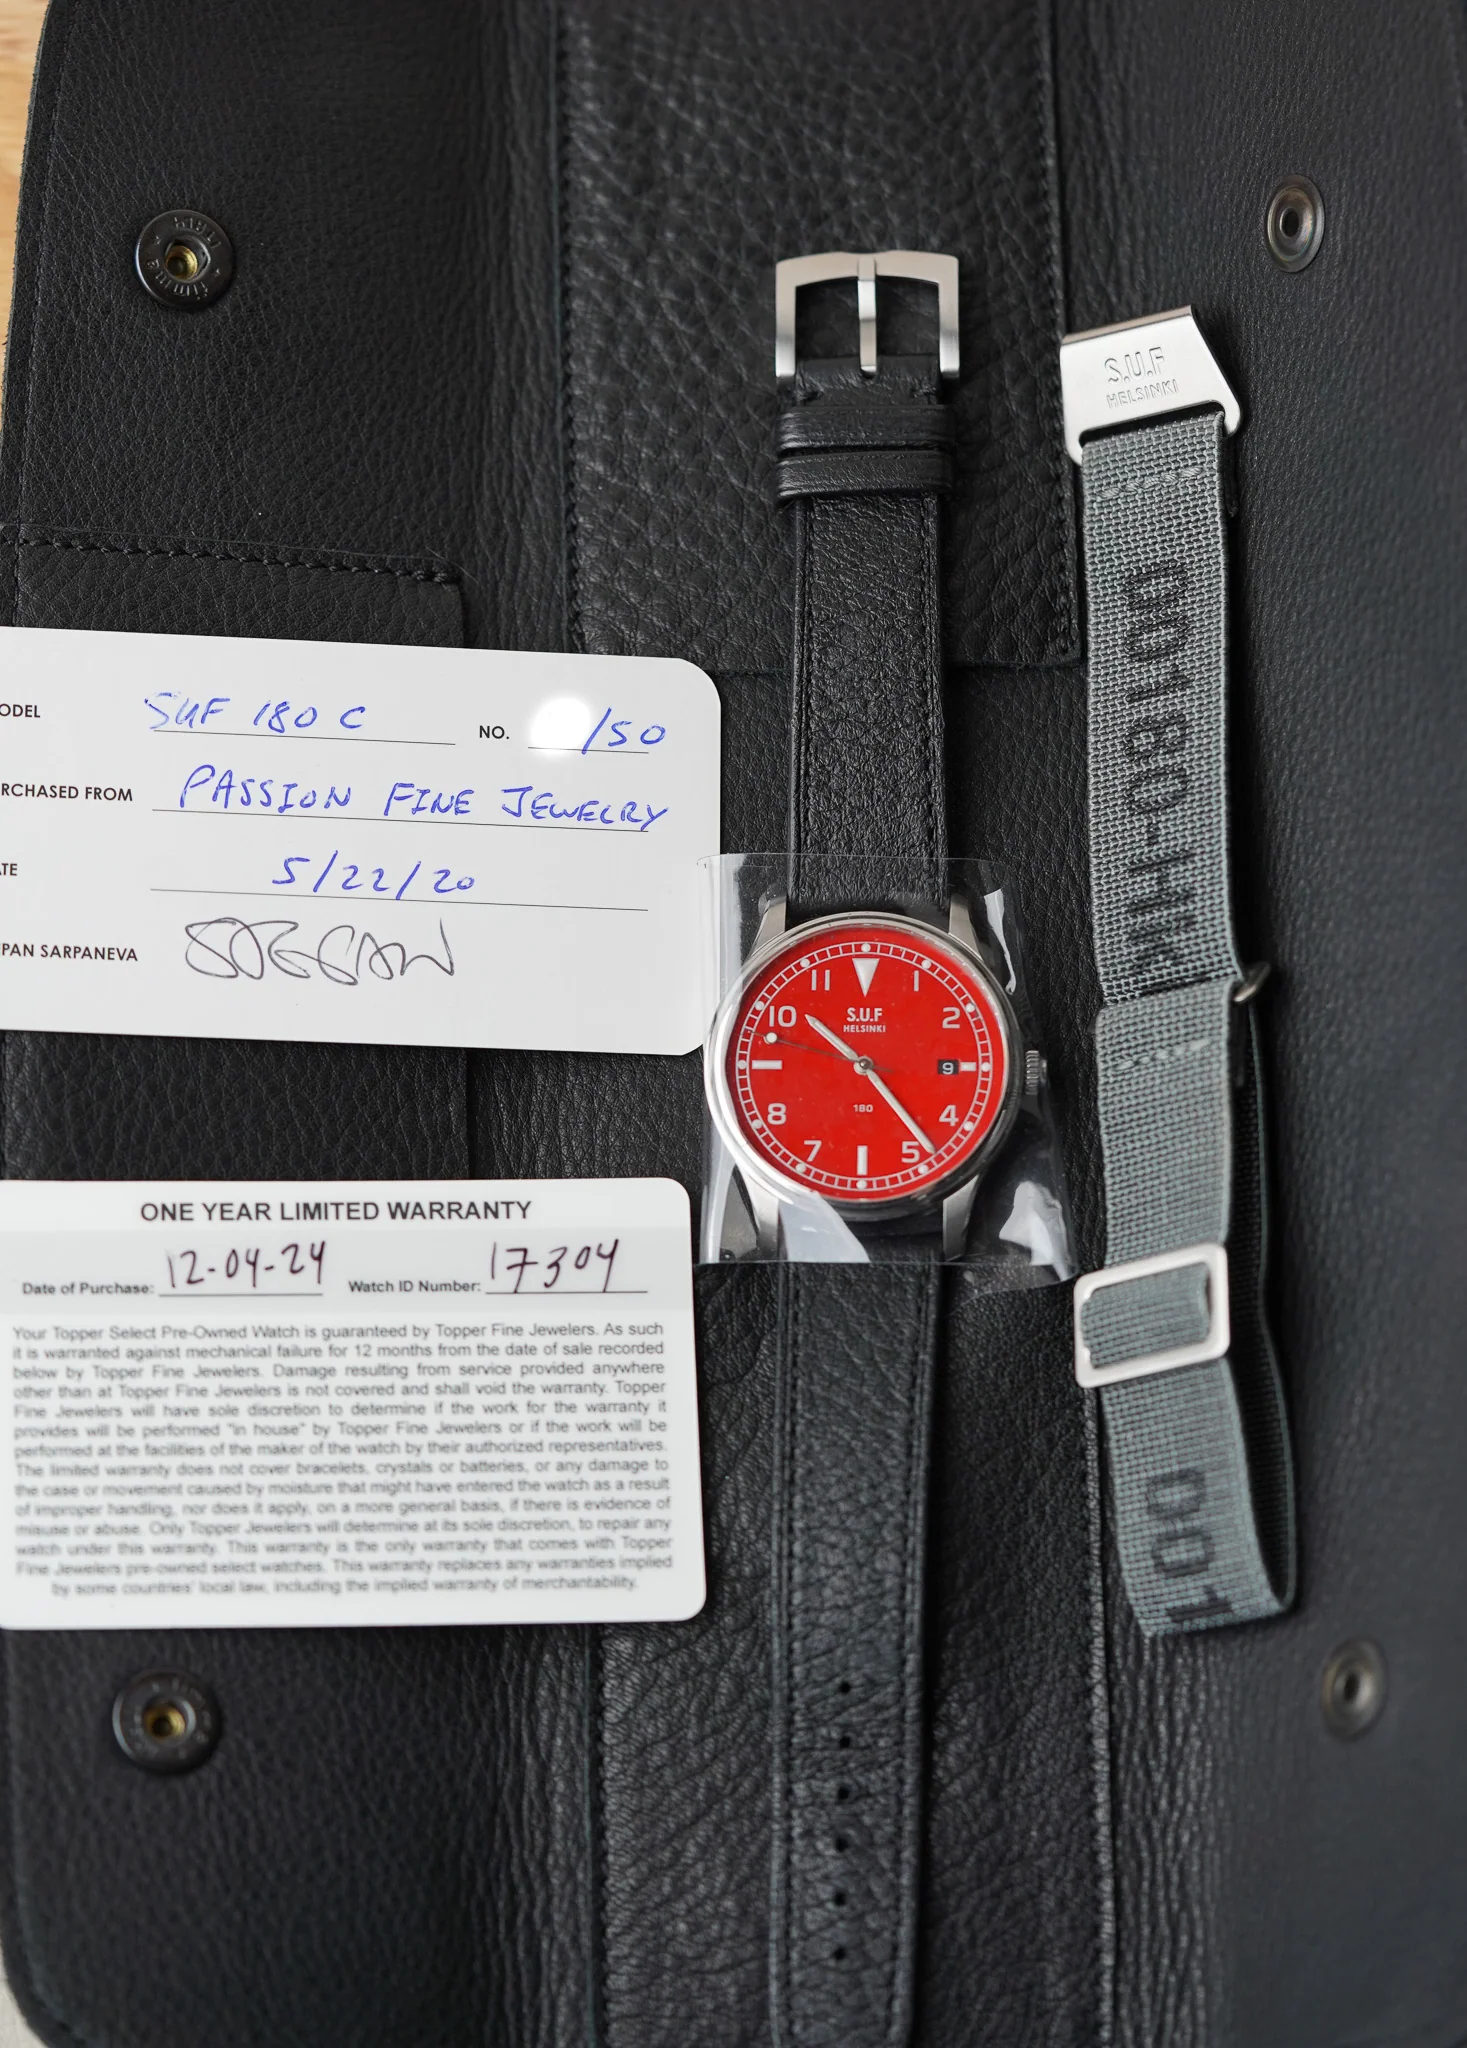 ODEL SUF 180 C NO. /50
RCHASED FROM PASSION FINE JEWELRY
TE 5/22/20
PAN SARPANEVA
ONE YEAR LIMITED WARRANTY
Date of Purchase: 12-04-24 Watch ID Number: 17304
Your Topper Select Pre-Owned Watch is guaranteed by Topper Fine Jewelers. As such
it is warranted against mechanical failure for 12 months from the date of sale recorded
below by Topper Fine Jewelers. Damage resulting from service provided anywhere
other than at Topper Fine Jewelers is not covered and shall void the warranty. Topper
Fine Jewelers will have sole discretion to determine if the work for the warranty it
provides will be performed "in house" by Topper Fine Jewelers or if the work will be
performed at the facilities of the maker of the watch by their authorized representatives.
The limited warranty does not cover bracelets, crystals or batteries, or any damage to
the case or movement caused by moisture that might have entered the watch as a result
of improper handling, nor does it apply, on a more general basis, if there is evidence of
misuse or abuse. Only Topper Jewelers will determine at its sole discretion, to repair any
watch under this warranty. This warranty is the only warranty that comes with Topper
Fine Jewelers pre-owned select watches. This warranty replaces any warranties implied
by some countries' local law, including the implied warranty of merchantability.
11 1
10 2
S.U.F
HELSINKI
9
8 4
180
7 5
S.U.F
HELSINKI
00180-HKI
001